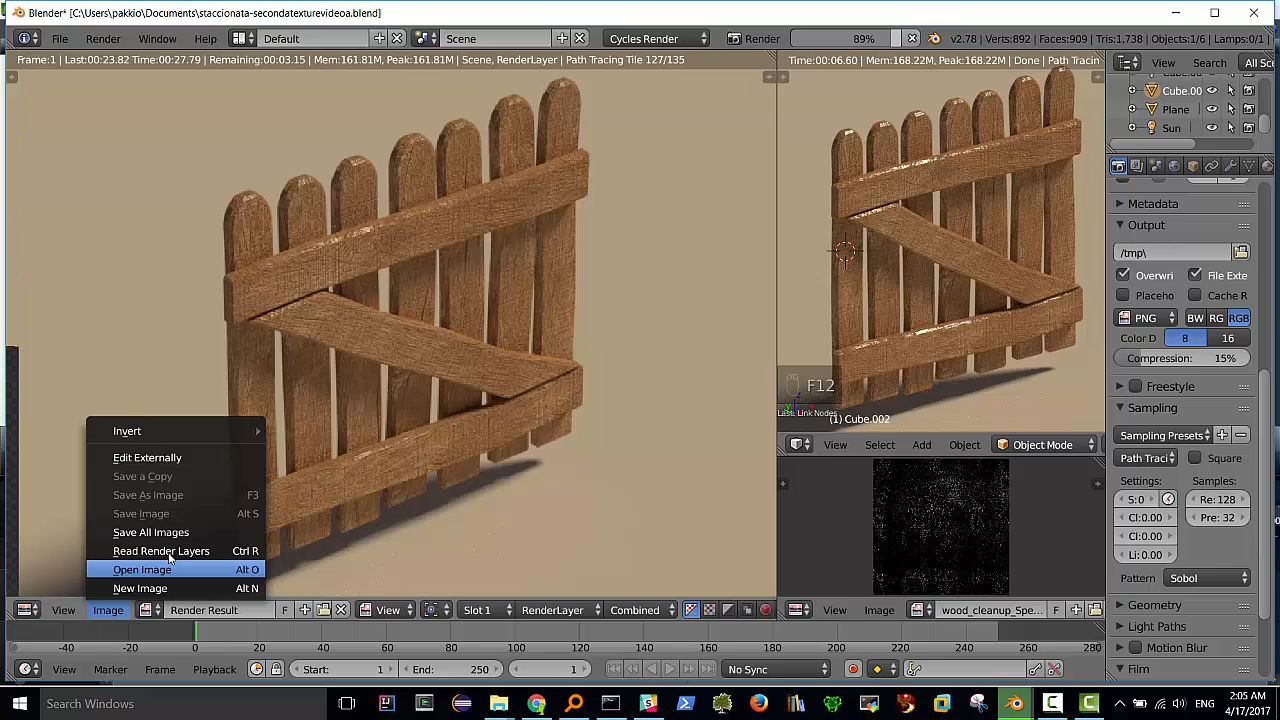 Blender* [C:\Users\pakkio\Documents\staccionata-secondatexturevideoa.blend]
File Render Window Help Default Scene Cycles Render Render 89% v2.78 | Verts:892 | Faces:909 | Tris:1,738 | Objects:1/6 | Lamps:0/1
Frame:1 | Last:00:23.82 Time:00:27.79 | Remaining:00:03.15 | Mem:161.81M, Peak:161.81M | Scene, RenderLayer | Path Tracing Tile 127/135
Time:00:06.60 | Mem:168.22M, Peak:168.22M | Done | Path Tracin
View Search All Sc
Cube.00
Plane
Sun
Metadata
Output
/tmp\
Overwri File Exte
Placeho Cache R
PNG BW RG RGB
Color D 8 16
Compression: 15%
Freestyle
Sampling
Sampling Presets
Path Traci Square
Settings: Samples:
S:0 Re: 128
Cl:0.00 Pre: 32
Cl:0.00
Li: 0.00
Pattern Sobol
Geometry
Light Paths
Motion Blur
Film
F12
Last: Link Nodes
(1) Cube.002
View Select Add Object Object Mode
Invert
Edit Externally
Save a Copy
Save As Image F3
Save Image Alt S
Save All Images
Read Render Layers Ctrl R
Open Image Alt O
New Image Alt N
View Image Render Result F View Slot 1 RenderLayer Combined
View Image wood_cleanup_Spe... F
-40 -20 0 20 40 60 80 100 120 140 160 180 200 220 240 260 280
View Marker Frame Playback Start: 1 End: 250 1 No Sync
Search Windows
ENG
2:05 AM
4/17/2017